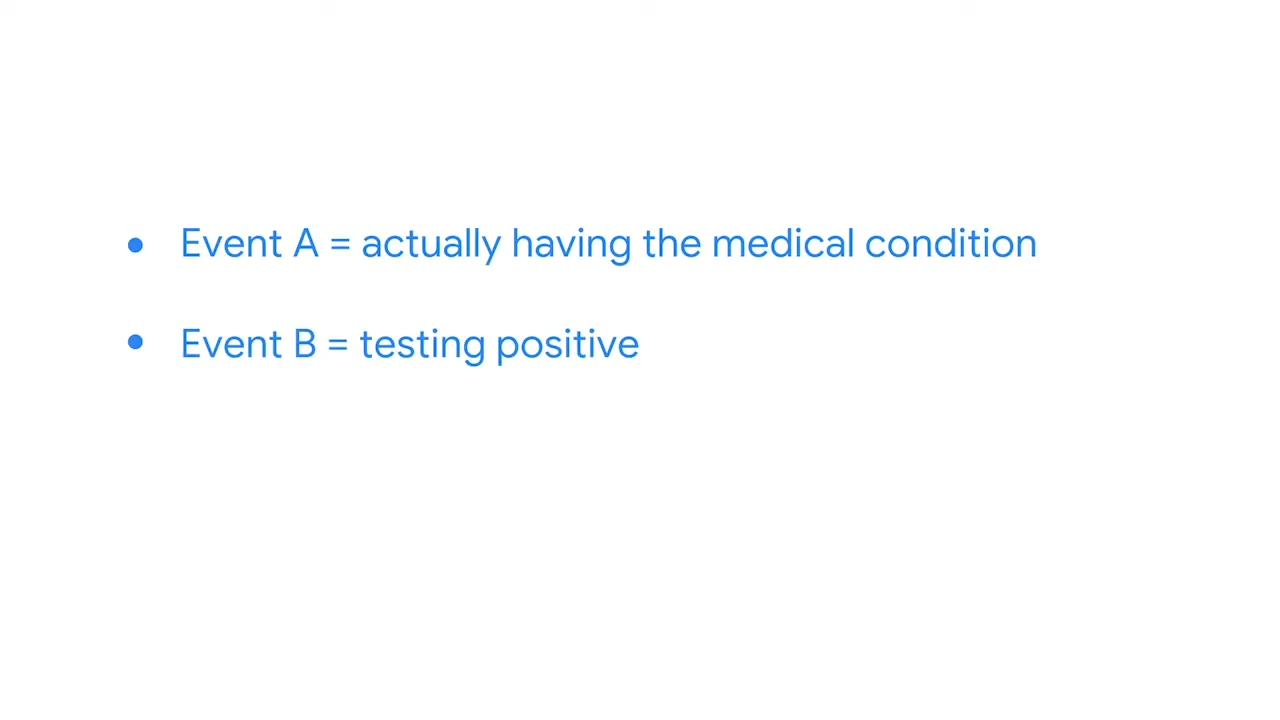 • Event A = actually having the medical condition
• Event B = testing positive